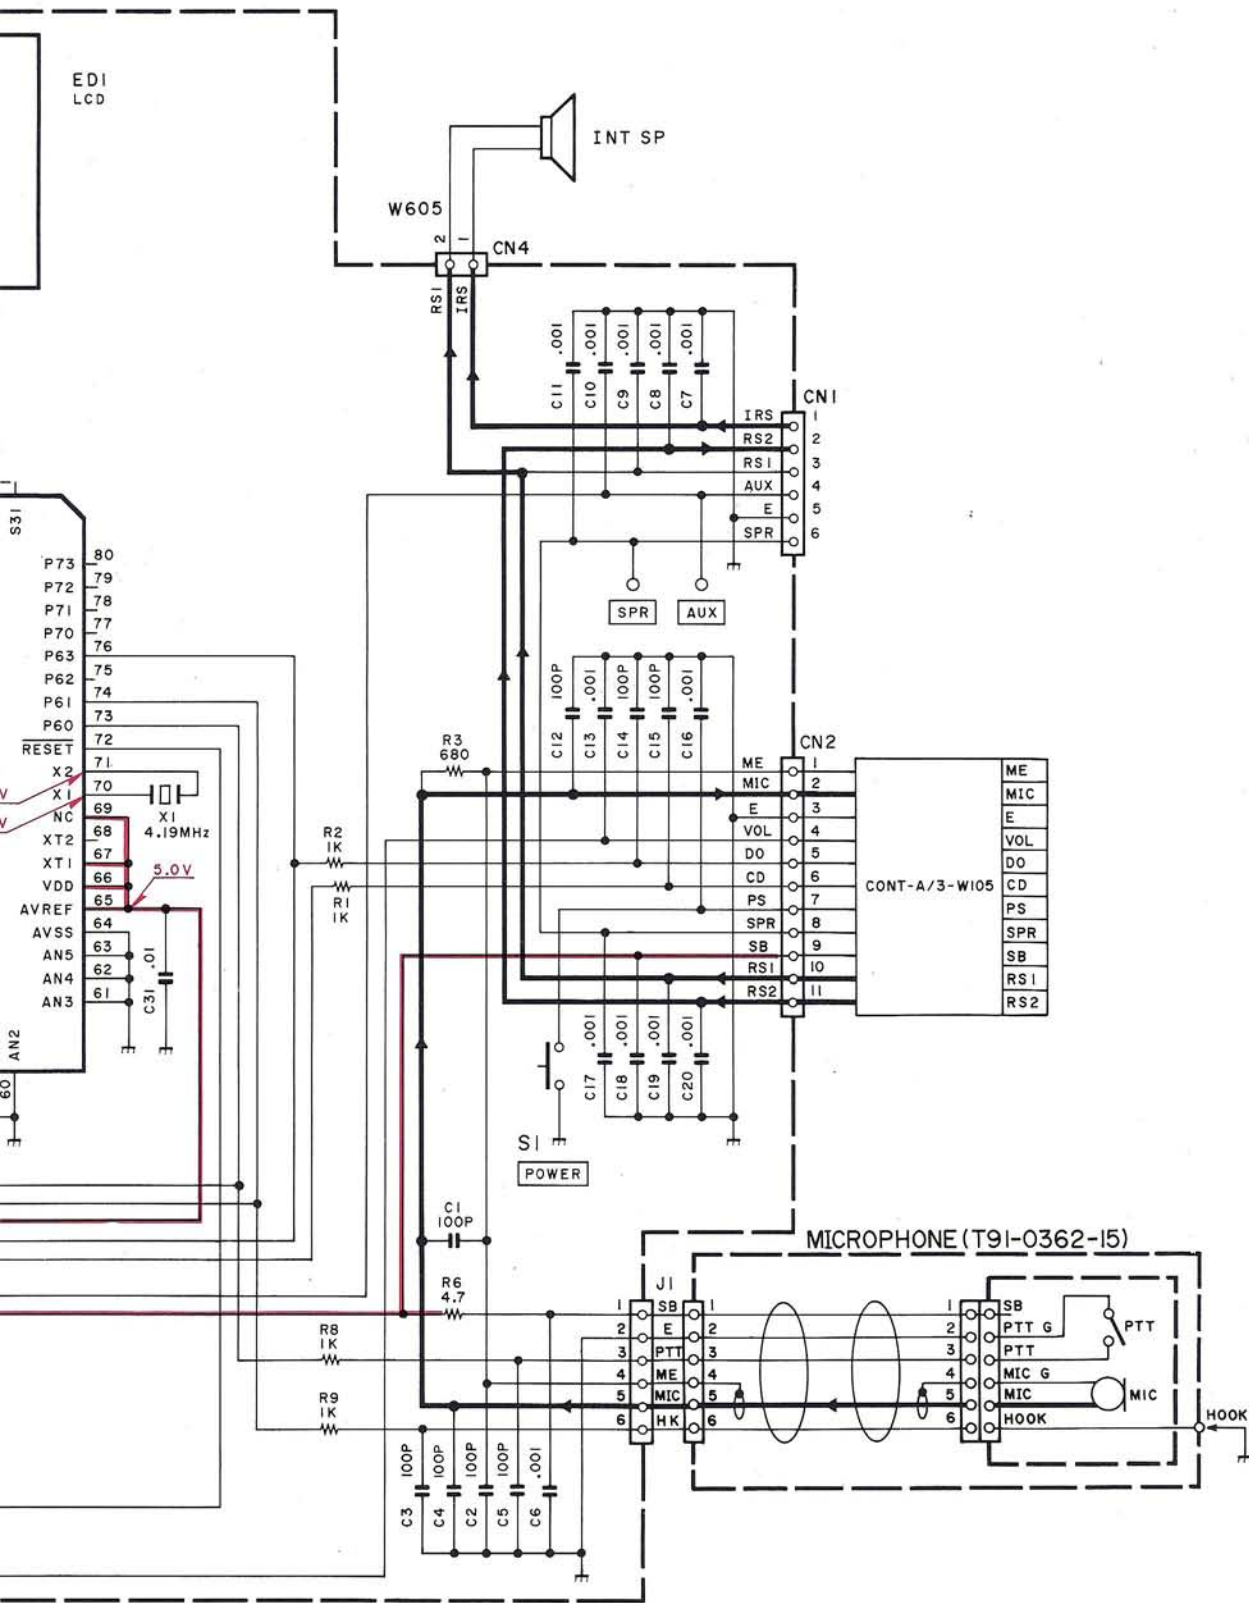 EDI
LCD
INT SP
W605
2
1
CN4
RS1
IRS
.001
.001
.001
.001
.001
C11
C10
C9
C8
C7
CN1
IRS 1
RS2 2
RS1 3
AUX 4
E 5
SPR 6
SPR
AUX
S31
P73 80
P72 79
P71 78
P70 77
P63 76
P62 75
P61 74
P60 73
RESET 72
X2 71
X1 70
NC 69
XT2 68
XT1 67
VDD 66
AVREF 65
AVSS 64
AN5 63
AN4 62
AN3 61
AN2
60
V
V
X1
4.19MHz
5.0V
C31 .01
R2
1K
R1
1K
R3
680
100P
.001
100P
100P
.001
C12
C13
C14
C15
C16
CN2
ME 1
MIC 2
E 3
VOL 4
DO 5
CD 6
PS 7
SPR 8
SB 9
RS1 10
RS2 11
CONT-A/3-W105
ME
MIC
E
VOL
DO
CD
PS
SPR
SB
RS1
RS2
.001
.001
.001
.001
C17
C18
C19
C20
S1
POWER
C1
100P
R6
4.7
R8
1K
R9
1K
100P
100P
100P
100P
.001
C3
C4
C2
C5
C6
MICROPHONE(T91-0362-15)
J1
1 SB 1
2 E 2
3 PTT 3
4 ME 4
5 MIC 5
6 HK 6
1 SB
2 PTT G
3 PTT
4 MIC G
5 MIC
6 HOOK
PTT
MIC
HOOK